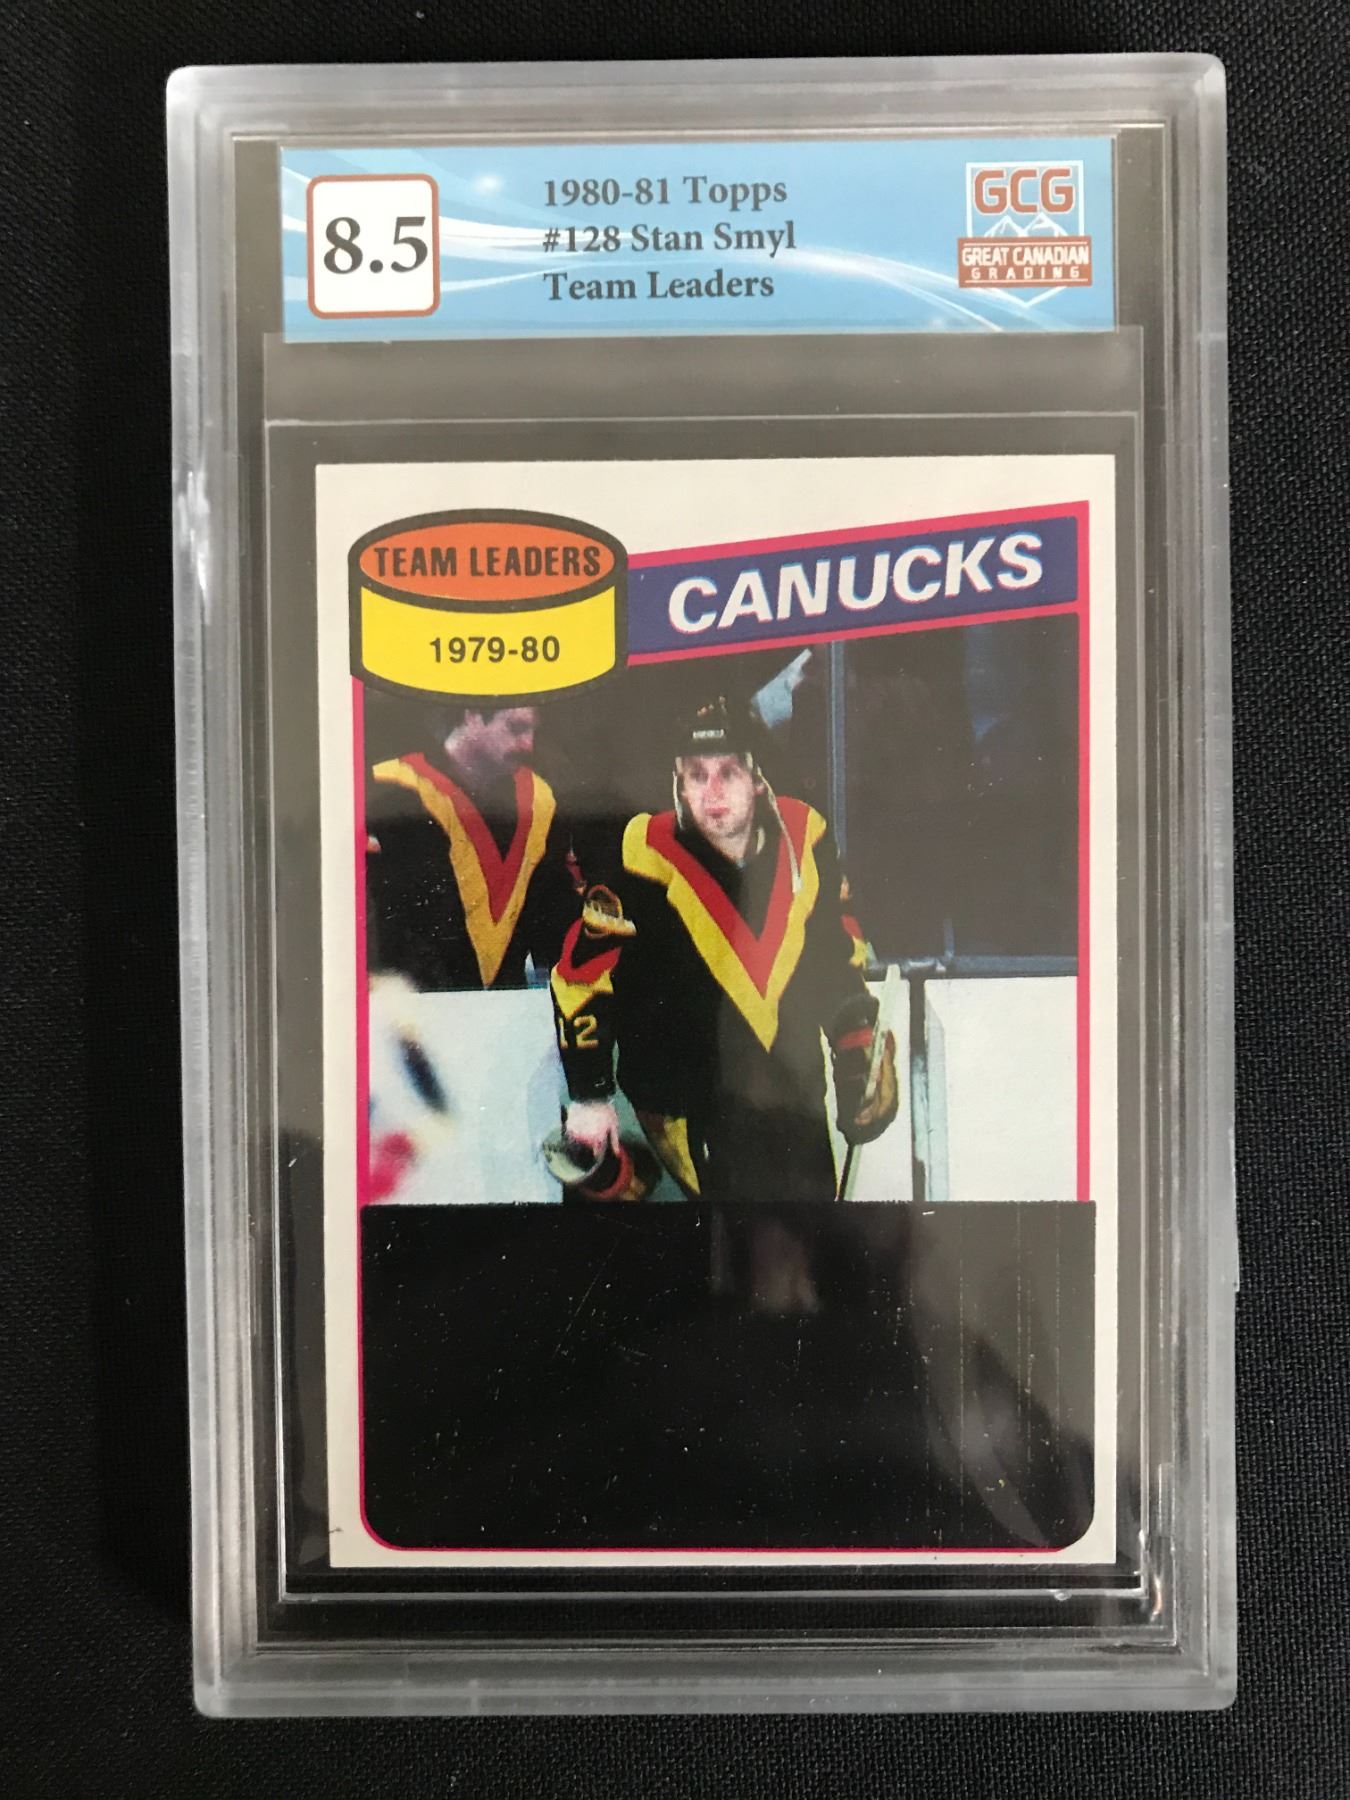 8.5
1980-81 Topps
#128 Stan Smyl
Team Leaders
GCG
GREAT CANADIAN
GRADING
TEAM LEADERS
1979-80
CANUCKS
12